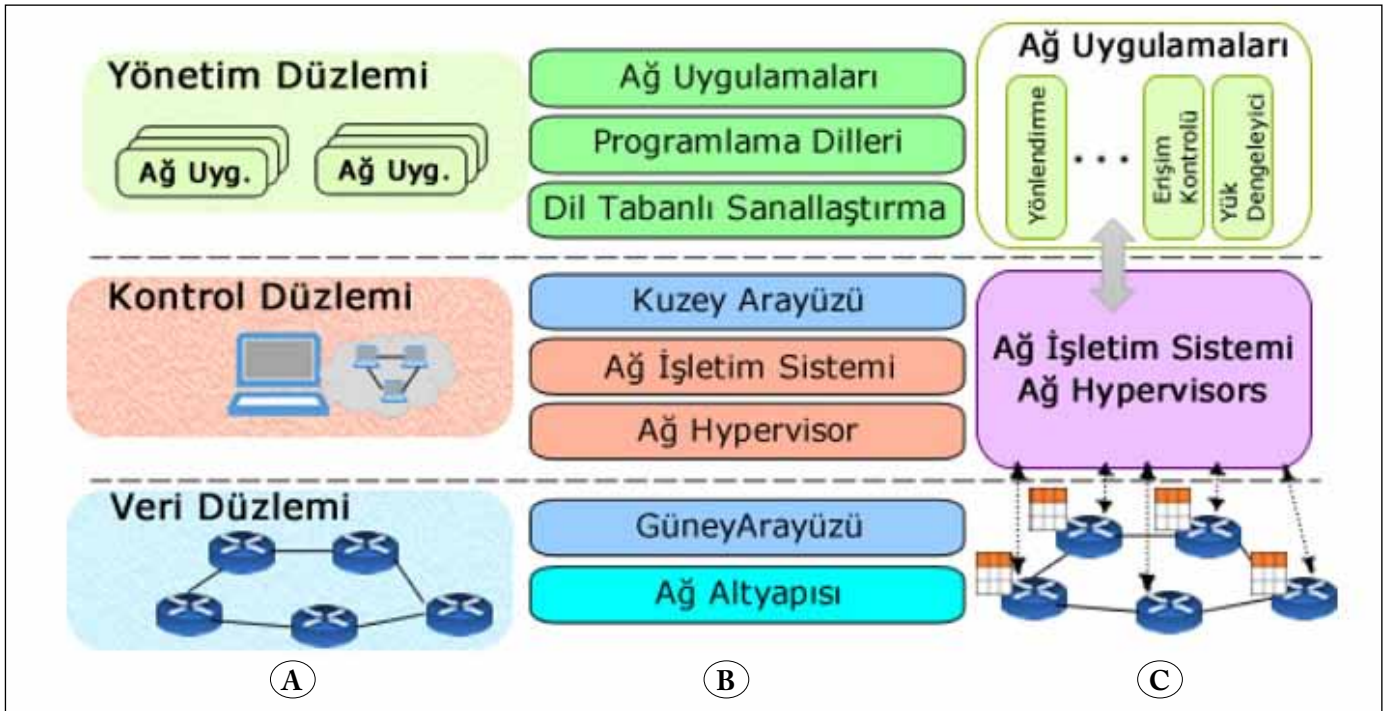 Yönetim Düzlemi
Ağ Uyg.
Ağ Uyg.
Kontrol Düzlemi
Veri Düzlemi
A
Ağ Uygulamaları
Programlama Dilleri
Dil Tabanlı Sanallaştırma
Kuzey Arayüzü
Ağ İşletim Sistemi
Ağ Hypervisor
GüneyArayüzü
Ağ Altyapısı
B
Ağ Uygulamaları
Yönlendirme
...
Erişim
Kontrolü
Yük
Dengeleyici
Ağ İşletim Sistemi
Ağ Hypervisors
C